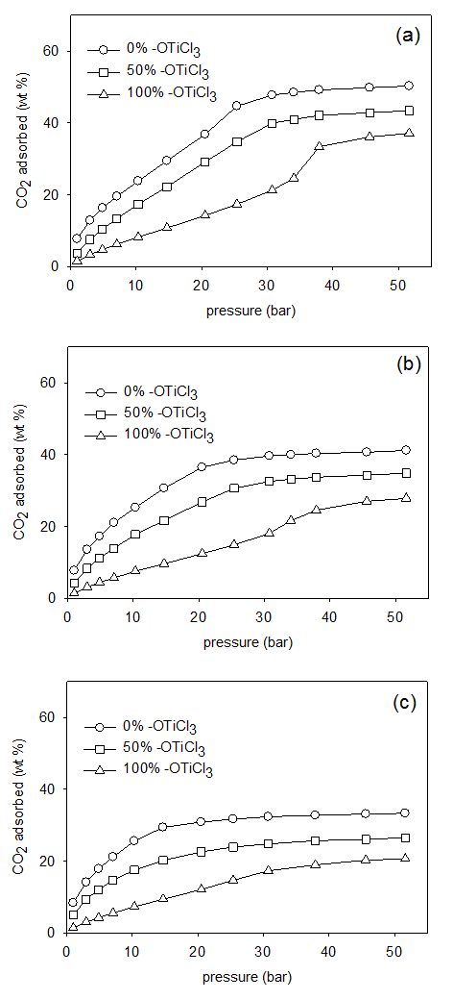 (a)
0% -OTiCl3
50% -OTiCl3
100% -OTiCl3
CO2 adsorbed (wt %)
60
40
20
0
0 10 20 30 40 50
pressure (bar)
(b)
0% -OTiCl3
50% -OTiCl3
100% -OTiCl3
CO2 adsorbed (wt %)
60
40
20
0
0 10 20 30 40 50
pressure (bar)
(c)
0% -OTiCl3
50% -OTiCl3
100% -OTiCl3
CO2 adsorbed (wt %)
60
40
20
0
0 10 20 30 40 50
pressure (bar)